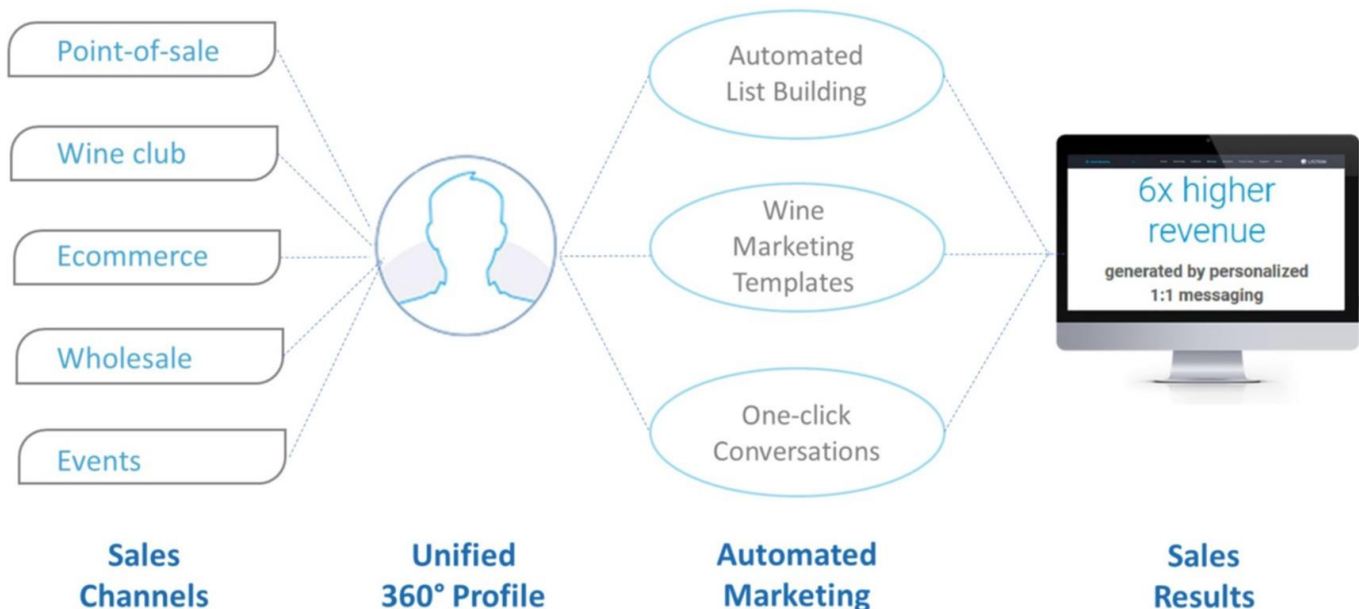 Point-of-sale
Wine club
Ecommerce
Wholesale
Events
Automated
List Building
Wine
Marketing
Templates
One-click
Conversations
6x higher
revenue
generated by personalized
1:1 messaging
Sales
Channels
Unified
360° Profile
Automated
Marketing
Sales
Results